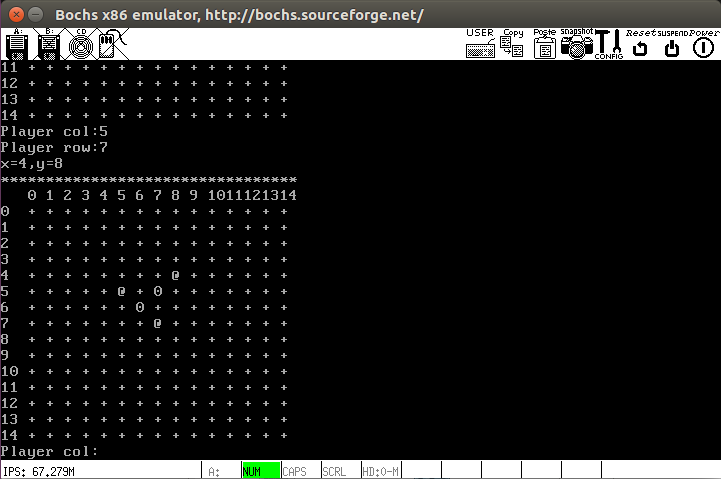 Bochs x86 emulator, http://bochs.sourceforge.net/
A: B: CD USER Copy Paste snapshot CONFIG Reset SUSPEND Power
11 + + + + + + + + + + + + + + +
12 + + + + + + + + + + + + + + +
13 + + + + + + + + + + + + + + +
14 + + + + + + + + + + + + + + +
Player col:5
Player row:7
x=4,y=8
*********************************
   0 1 2 3 4 5 6 7 8 9 1011121314
0  + + + + + + + + + + + + + + +
1  + + + + + + + + + + + + + + +
2  + + + + + + + + + + + + + + +
3  + + + + + + + + + + + + + + +
4  + + + + + + + + @ + + + + + +
5  + + + + + @ + 0 + + + + + + +
6  + + + + + + 0 + + + + + + + +
7  + + + + + + + @ + + + + + + +
8  + + + + + + + + + + + + + + +
9  + + + + + + + + + + + + + + +
10 + + + + + + + + + + + + + + +
11 + + + + + + + + + + + + + + +
12 + + + + + + + + + + + + + + +
13 + + + + + + + + + + + + + + +
14 + + + + + + + + + + + + + + +
Player col:
IPS: 67,279M A: NUM CAPS SCRL HD:0-M